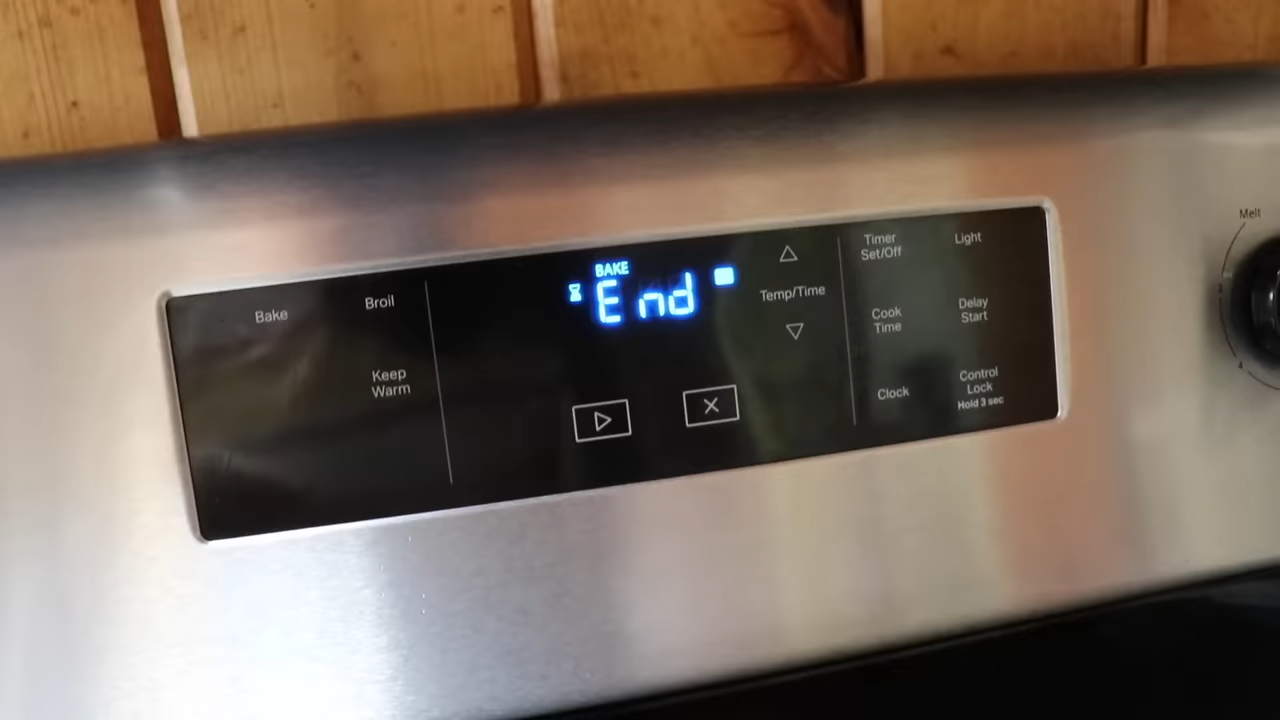 Bake
Broil
Keep
Warm
BAKE
End
Temp/Time
Timer
Set/Off
Light
Cook
Time
Delay
Start
Clock
Control
Lock
Hold 3 sec
Melt